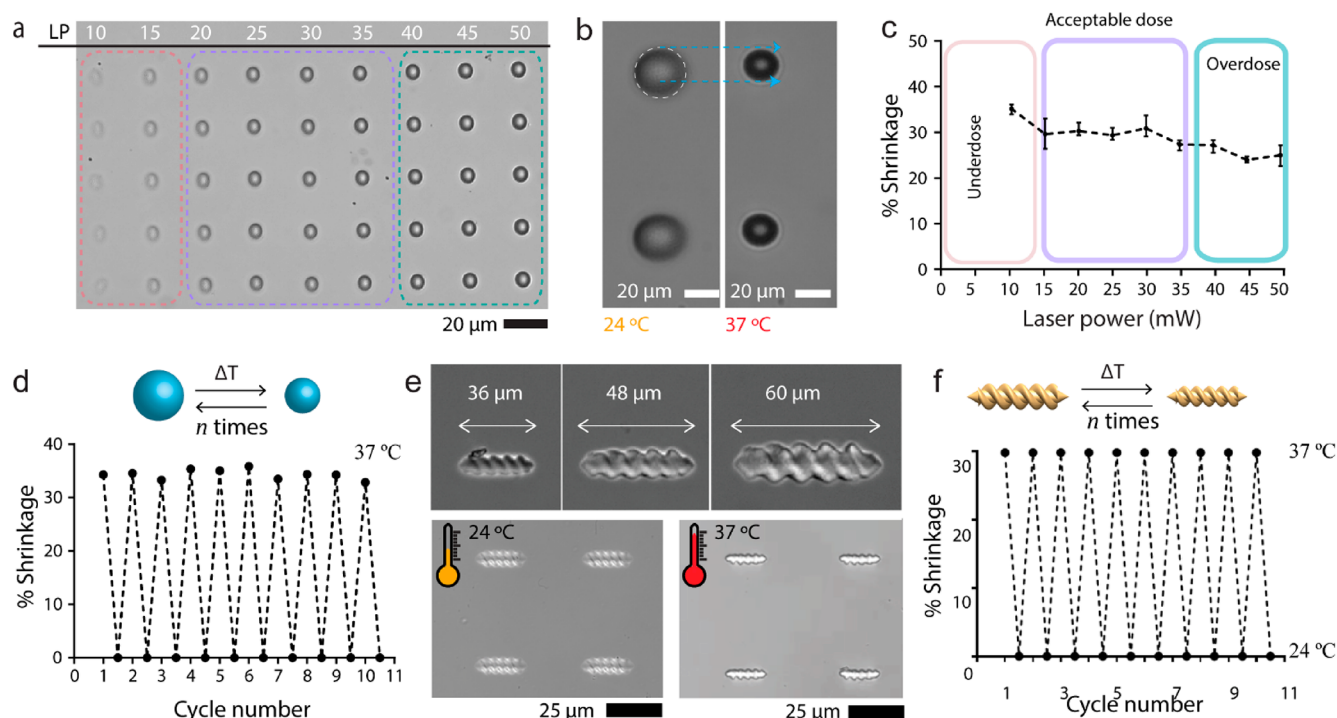 a
LP 10 15 20 25 30 35 40 45 50
20 μm
b
20 μm 20 μm
24 ºC 37 ºC
c
Acceptable dose
% Shrinkage
50
40
30
20
10
0
Underdose
Overdose
0 5 10 15 20 25 30 35 40 45 50
Laser power (mW)
d
ΔT
n times
37 ºC
% Shrinkage
40
30
20
10
0
0 1 2 3 4 5 6 7 8 9 10 11
Cycle number
e
36 μm 48 μm 60 μm
24 ºC 37 ºC
25 μm 25 μm
f
ΔT
n times
% Shrinkage
30
20
10
0
37 ºC
24 ºC
1 3 5 7 9 11
Cycle number